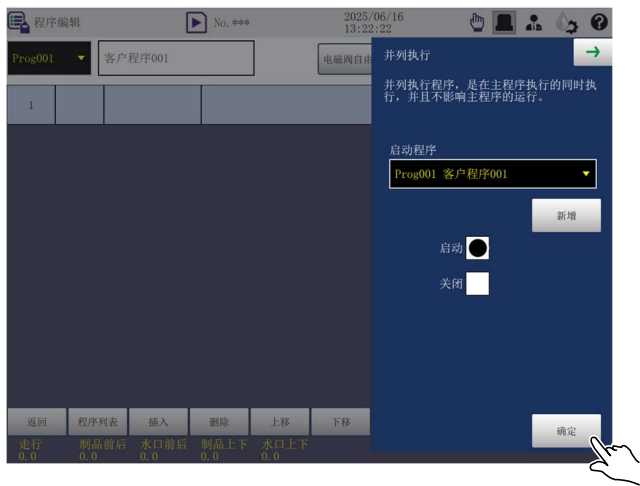 程序编辑
No. ***
2025/06/16
13:22:22
Prog001
客户程序001
电磁阀自由
1
并列执行
并列执行程序，是在主程序执行的同时执
行，并且不影响主程序的运行。
启动程序
Prog001 客户程序001
新增
启动
关闭
确定
返回
程序列表
插入
删除
上移
下移
走行
制品前后
水口前后
制品上下
水口上下
0.0
0.0
0.0
0.0
0.0